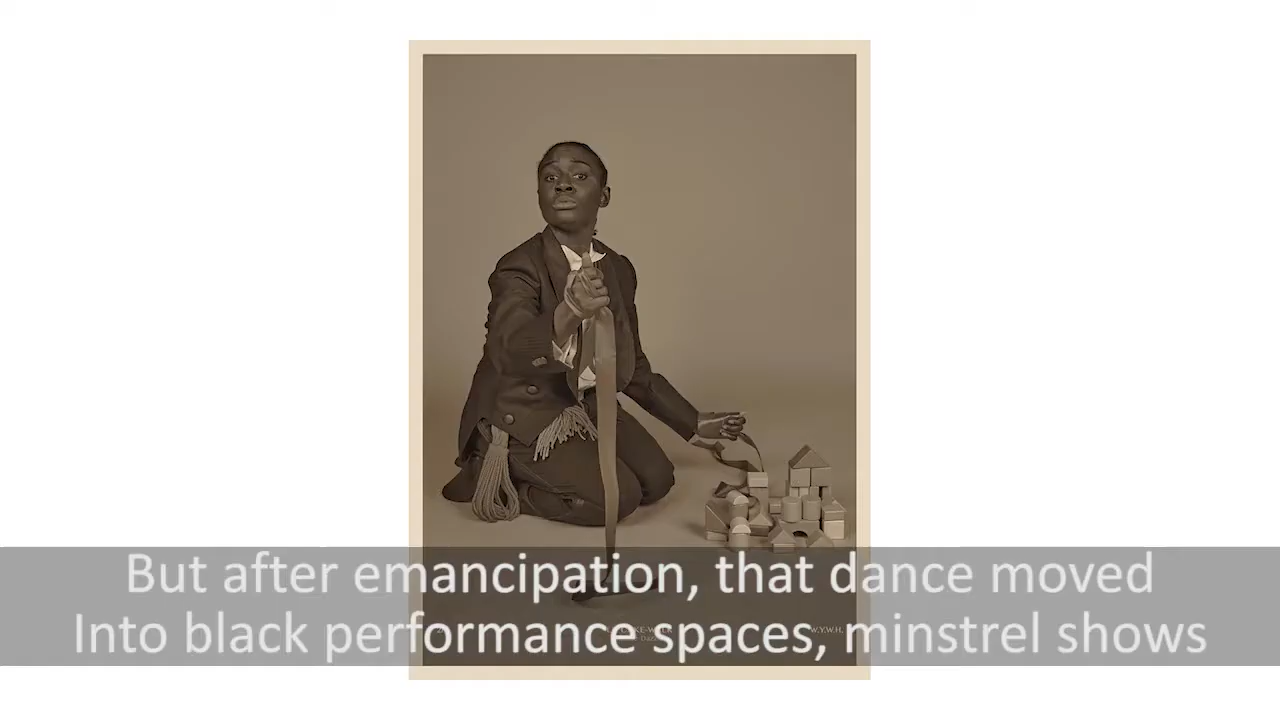 But after emancipation, that dance moved
Into black performance spaces, minstrel shows
W.Y.W.H.